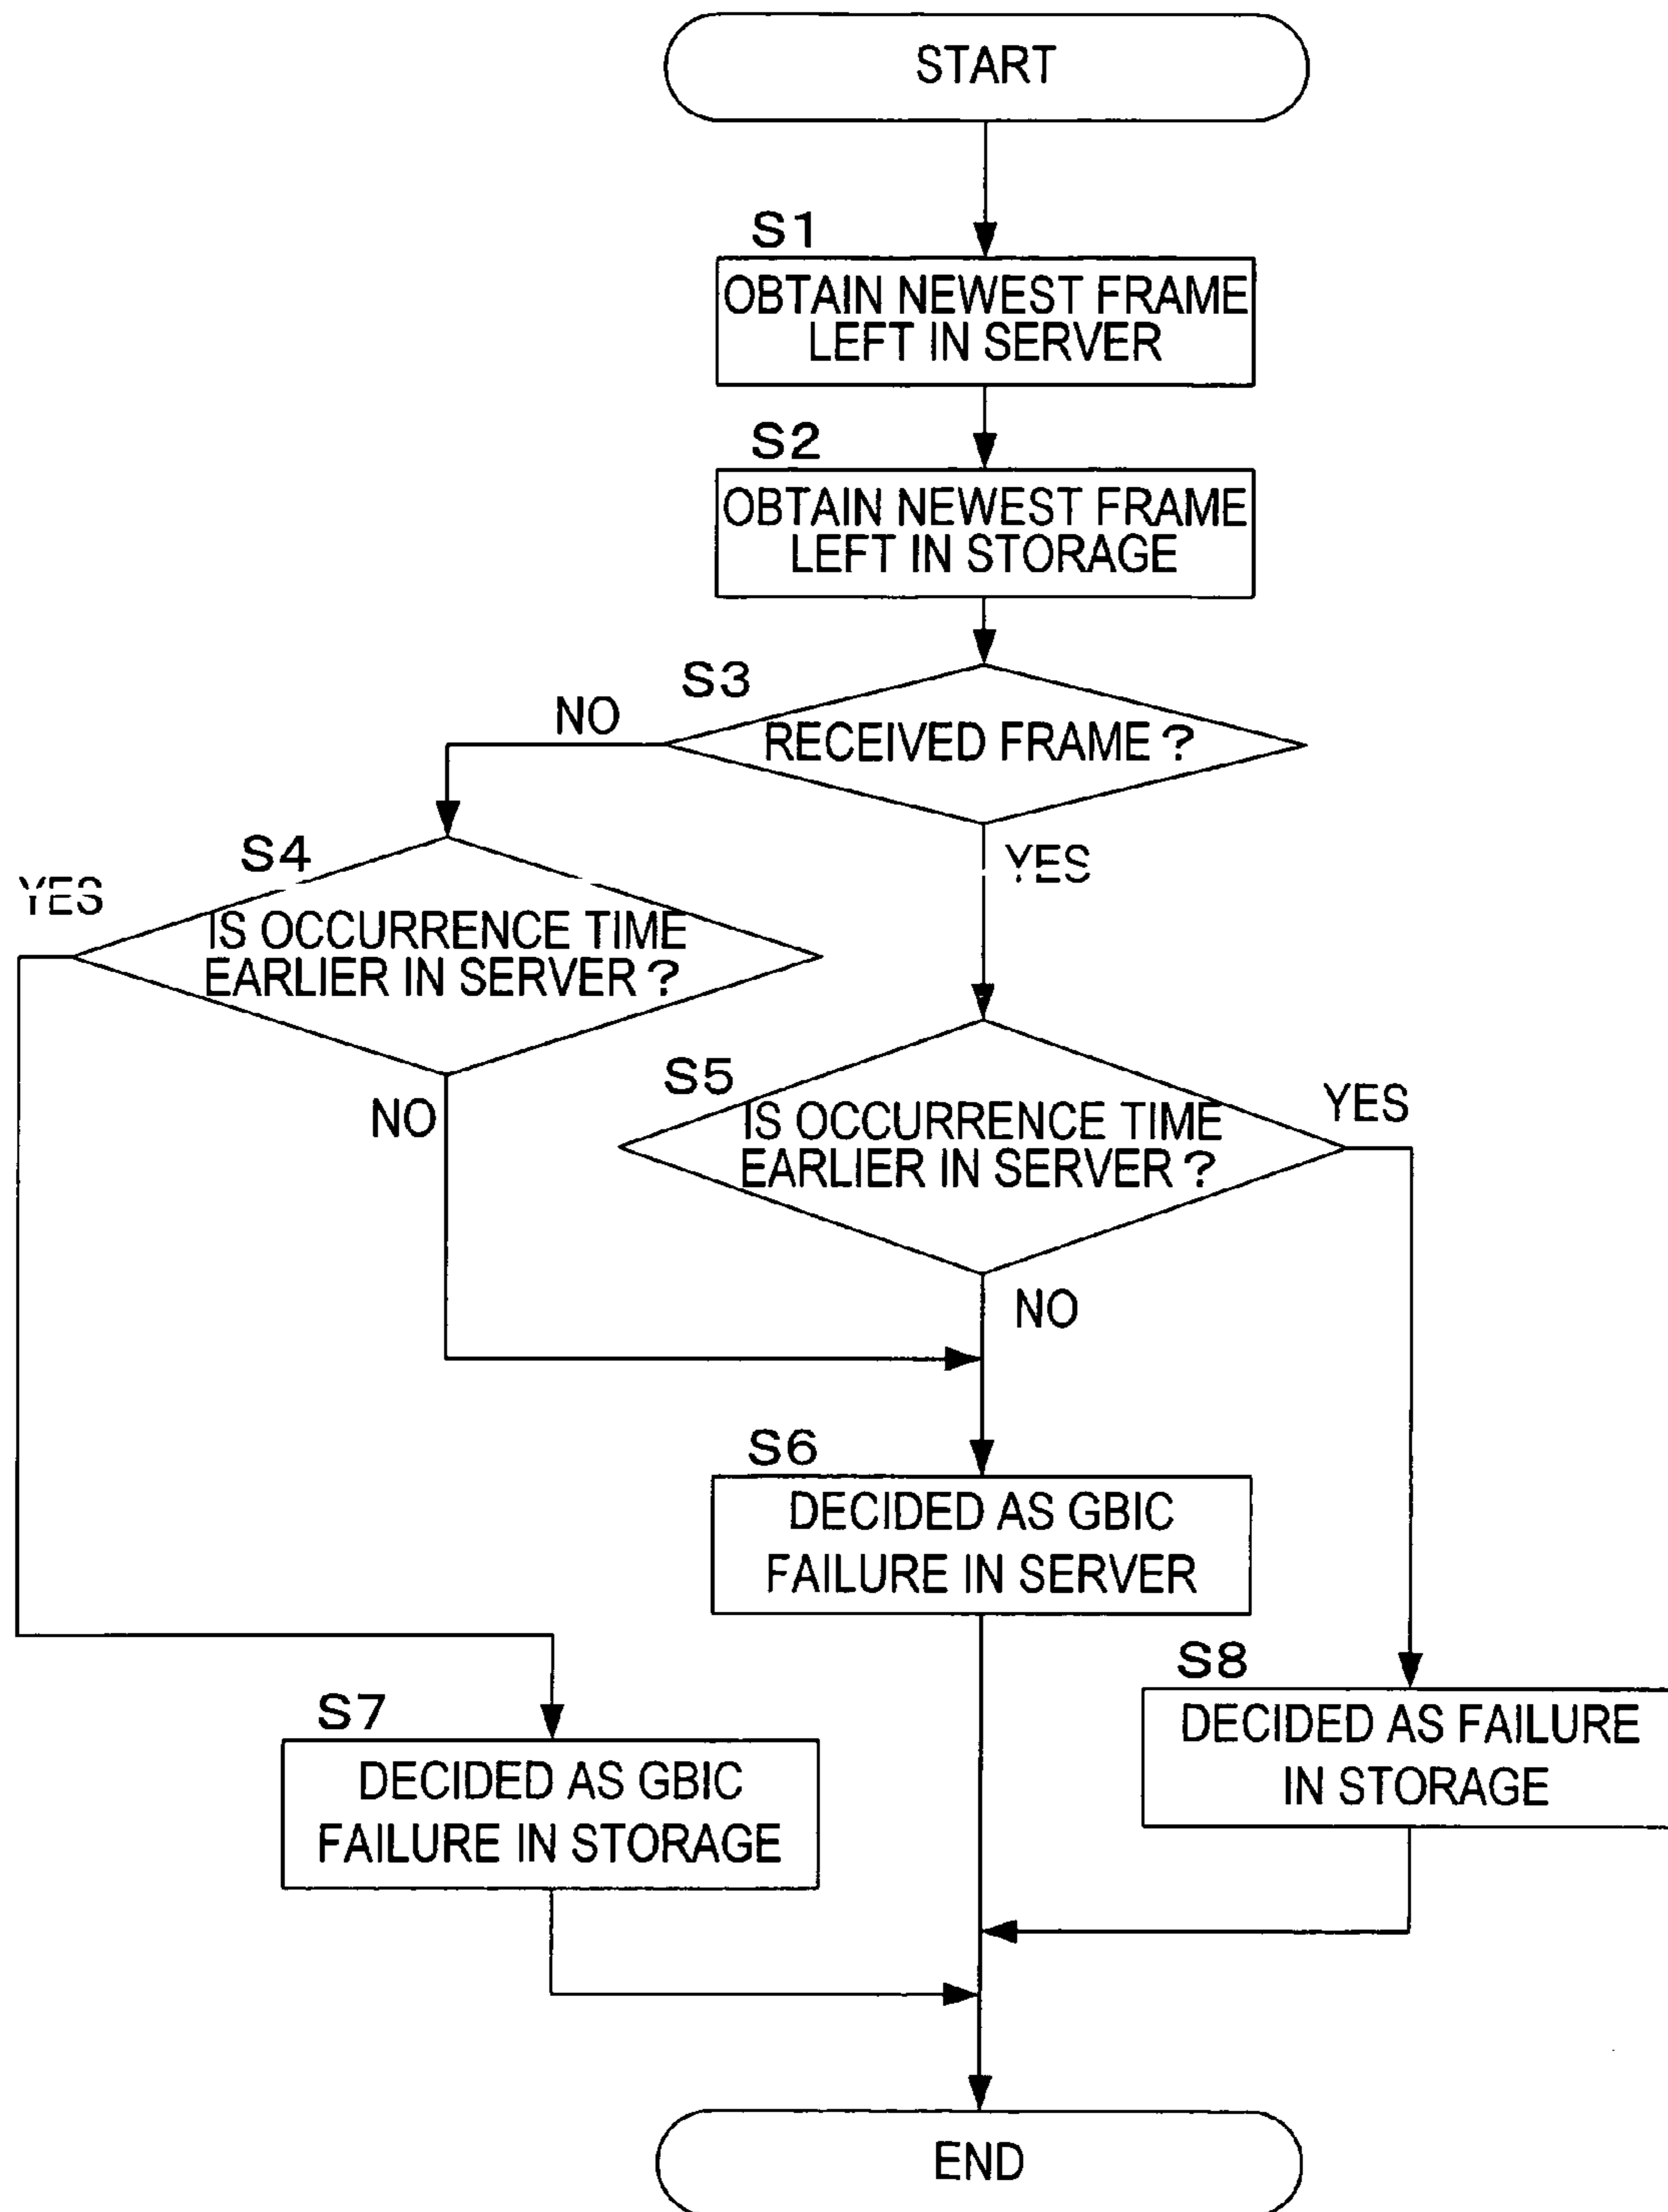 START
S1
OBTAIN NEWEST FRAME
LEFT IN SERVER
S2
OBTAIN NEWEST FRAME
LEFT IN STORAGE
S3
NO
RECEIVED FRAME ?
YES
S4
YES
IS OCCURRENCE TIME
EARLIER IN SERVER ?
NO
S5
IS OCCURRENCE TIME
EARLIER IN SERVER ?
YES
NO
S6
DECIDED AS GBIC
FAILURE IN SERVER
S7
DECIDED AS GBIC
FAILURE IN STORAGE
S8
DECIDED AS FAILURE
IN STORAGE
END